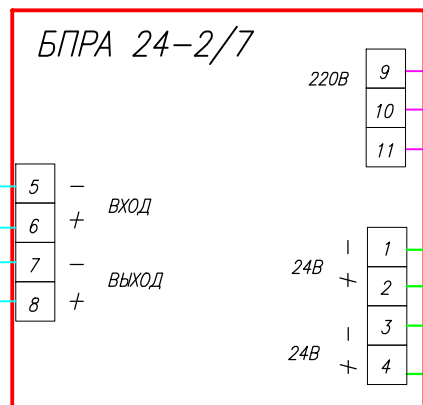 БПРА 24-2/7
220В
9
10
11
5 -
6 + ВХОД
7 -
8 + ВЫХОД
24В - 1
+ 2
24В - 3
+ 4